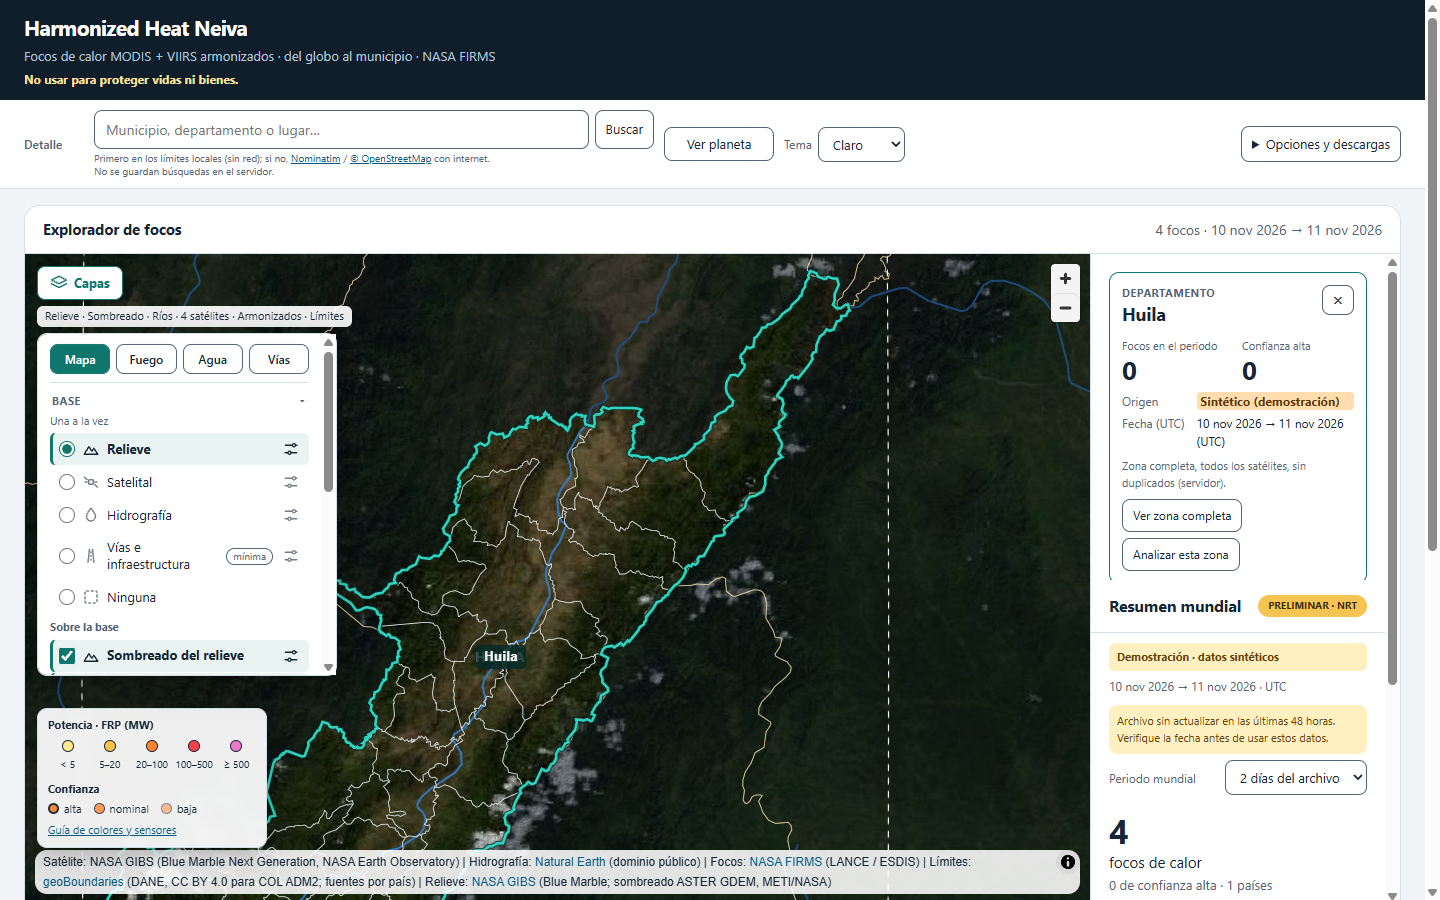 Harmonized Heat Neiva
Focos de calor MODIS + VIIRS armonizados · del globo al municipio · NASA FIRMS
No usar para proteger vidas ni bienes.
Detalle
Municipio, departamento o lugar...
Buscar
Primero en los límites locales (sin red); si no, Nominatim / © OpenStreetMap con internet.
No se guardan búsquedas en el servidor.
Ver planeta
Tema
Claro
Opciones y descargas
Explorador de focos
4 focos · 10 nov 2026 → 11 nov 2026
Capas
Relieve · Sombreado · Ríos · 4 satélites · Armonizados · Límites
Mapa
Fuego
Agua
Vías
BASE
Una a la vez
Relieve
Satelital
Hidrografía
Vías e
infraestructura
mínima
Ninguna
Sobre la base
Sombreado del relieve
Huila
Potencia · FRP (MW)
< 5
5–20
20–100
100–500
≥ 500
Confianza
alta
nominal
baja
Guía de colores y sensores
Satélite: NASA GIBS (Blue Marble Next Generation, NASA Earth Observatory) | Hidrografía: Natural Earth (dominio público) | Focos: NASA FIRMS (LANCE / ESDIS) | Límites:
geoBoundaries (DANE, CC BY 4.0 para COL ADM2; fuentes por país) | Relieve: NASA GIBS (Blue Marble; sombreado ASTER GDEM, METI/NASA)
DEPARTAMENTO
Huila
Focos en el periodo
Confianza alta
0
0
Origen
Sintético (demostración)
Fecha (UTC)
10 nov 2026 → 11 nov 2026
(UTC)
Zona completa, todos los satélites, sin
duplicados (servidor).
Ver zona completa
Analizar esta zona
Resumen mundial
PRELIMINAR · NRT
Demostración · datos sintéticos
10 nov 2026 → 11 nov 2026 · UTC
Archivo sin actualizar en las últimas 48 horas.
Verifique la fecha antes de usar estos datos.
Periodo mundial
2 días del archivo
4
focos de calor
0 de confianza alta · 1 países